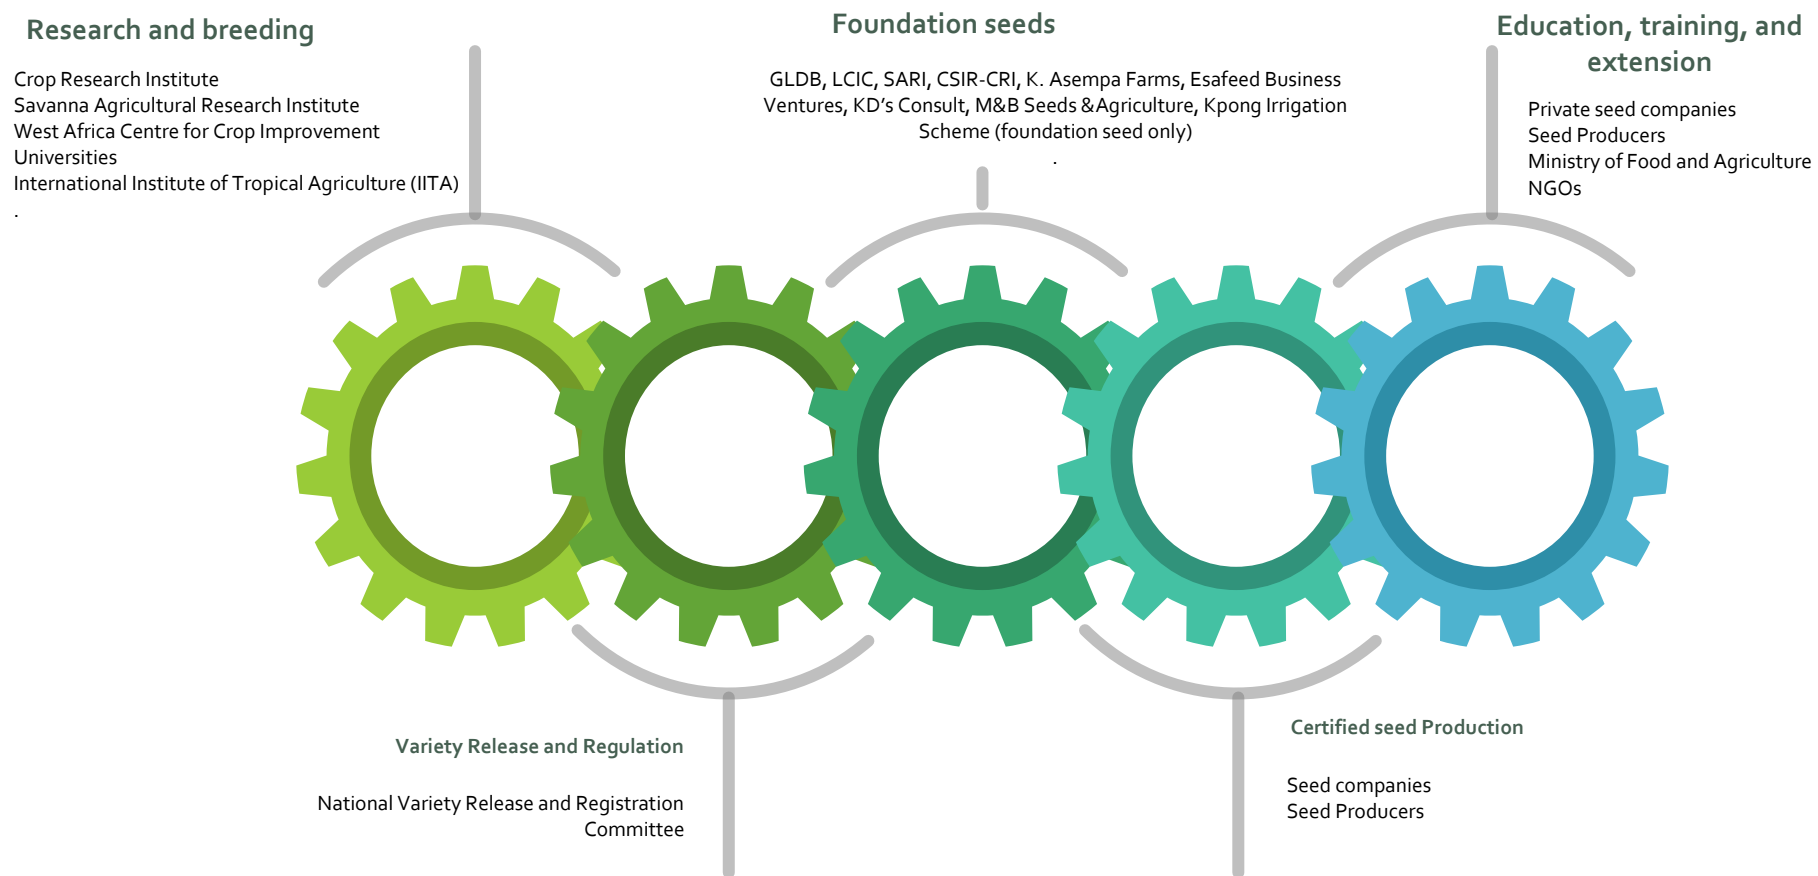 Research and breeding
Crop Research Institute
Savanna Agricultural Research Institute
West Africa Centre for Crop Improvement
Universities
International Institute of Tropical Agriculture (IITA)
.
Foundation seeds
GLDB, LCIC, SARI, CSIR-CRI, K. Asempa Farms, Esafeed Business
Ventures, KD's Consult, M&B Seeds &Agriculture, Kpong Irrigation
Scheme (foundation seed only)
.
Education, training, and
extension
Private seed companies
Seed Producers
Ministry of Food and Agriculture
NGOs
Variety Release and Regulation
National Variety Release and Registration
Committee
Certified seed Production
Seed companies
Seed Producers